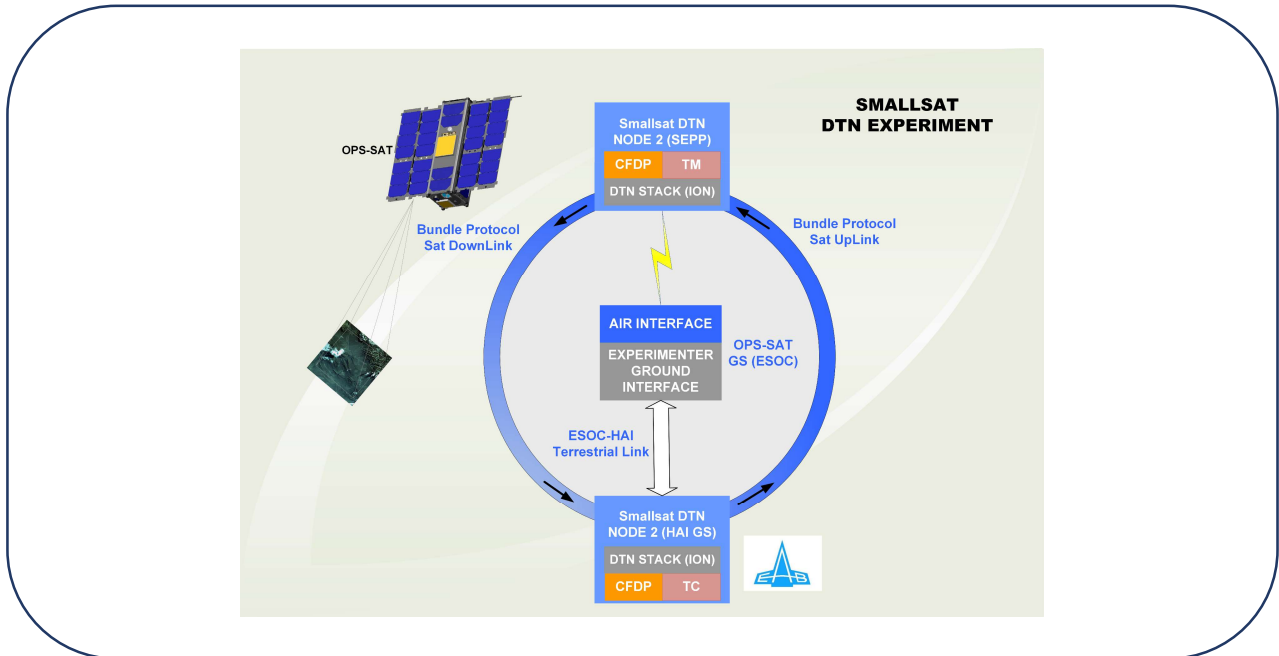 SMALLSAT
DTN EXPERIMENT
OPS-SAT
Smallsat DTN
NODE 2 (SEPP)
CFDP TM
DTN STACK (ION)
Bundle Protocol
Sat DownLink
Bundle Protocol
Sat UpLink
AIR INTERFACE
EXPERIMENTER
GROUND
INTERFACE
OPS-SAT
GS (ESOC)
ESOC-HAI
Terrestrial Link
Smallsat DTN
NODE 2 (HAI GS)
DTN STACK (ION)
CFDP TC
EAB